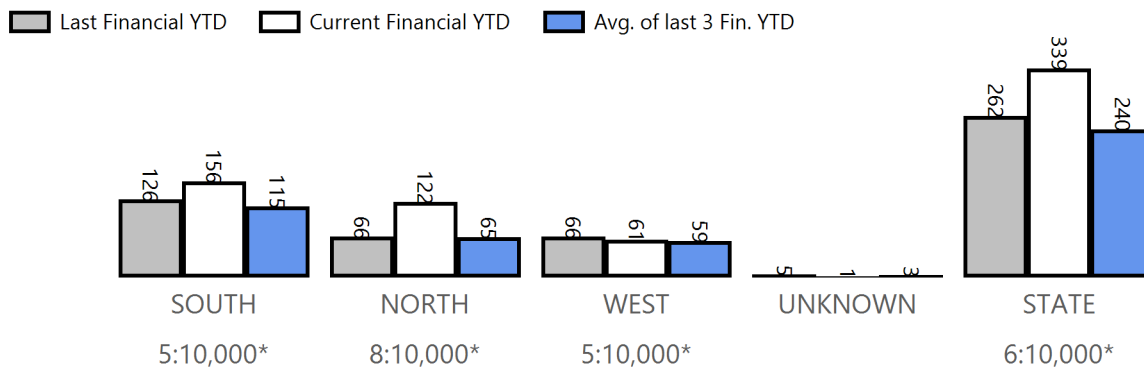 Last Financial YTD Current Financial YTD Avg. of last 3 Fin. YTD
126 156 115 66 122 65 66 61 59 5 1 3 262 339 240
SOUTH NORTH WEST UNKNOWN STATE
5:10,000* 8:10,000* 5:10,000* 6:10,000*